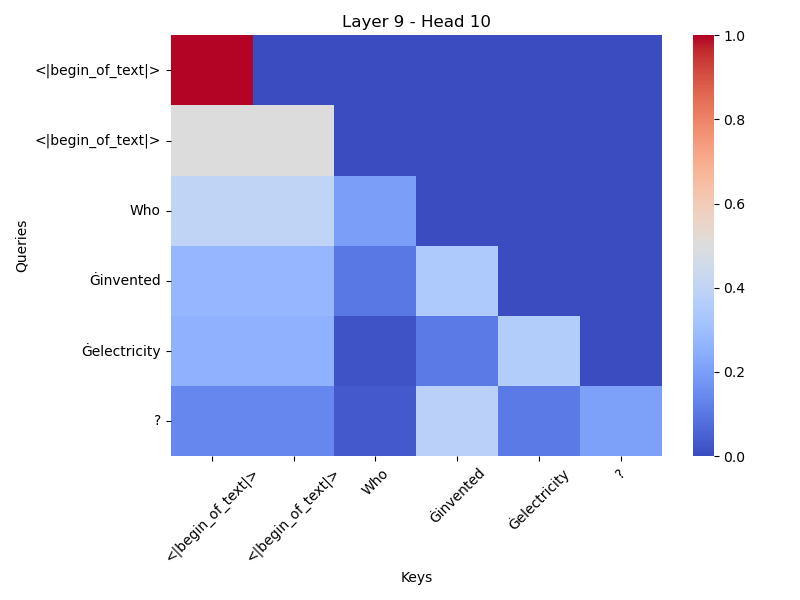 Layer 9 - Head 10
<|begin_of_text|>
<|begin_of_text|>
Who
Ġinvented
Ġelectricity
?
Queries
<|begin_of_text|>
<|begin_of_text|>
Who
Ġinvented
Ġelectricity
?
Keys
1.0
0.8
0.6
0.4
0.2
0.0